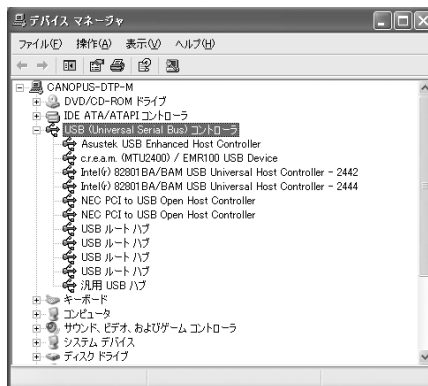 デバイス マネージャ
ファイル(F) 操作(A) 表示(V) ヘルプ(H)
CANOPUS-DTP-M
DVD/CD-ROM ドライブ
IDE ATA/ATAPI コントローラ
USB (Universal Serial Bus) コントローラ
Asustek USB Enhanced Host Controller
c.r.e.a.m. (MTU2400) / EMR100 USB Device
Intel(r) 82801BA/BAM USB Universal Host Controller - 2442
Intel(r) 82801BA/BAM USB Universal Host Controller - 2444
NEC PCI to USB Open Host Controller
NEC PCI to USB Open Host Controller
USB ルート ハブ
USB ルート ハブ
USB ルート ハブ
USB ルート ハブ
汎用 USB ハブ
キーボード
コンピュータ
サウンド、ビデオ、およびゲーム コントローラ
システム デバイス
ディスク ドライブ